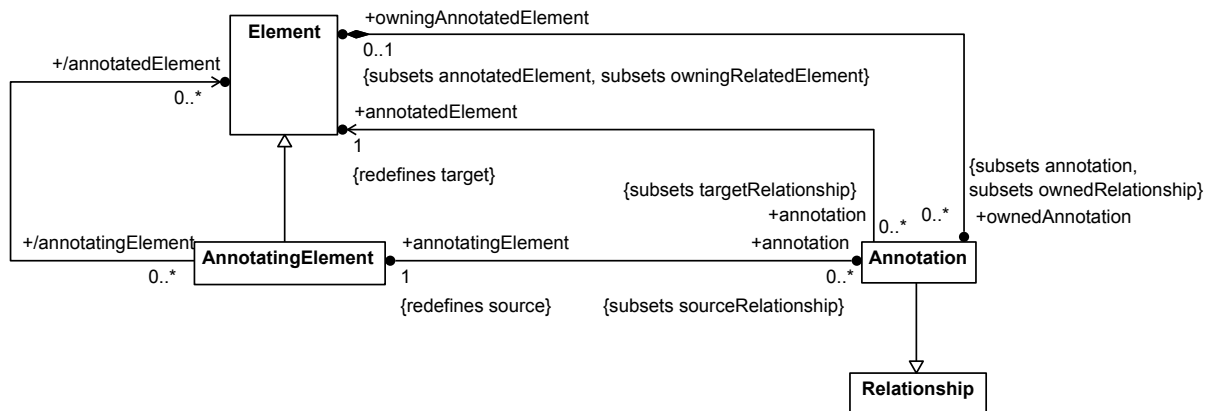 +owningAnnotatedElement
Element
0..1
+/annotatedElement
{subsets annotatedElement, subsets owningRelatedElement}
0..*
+annotatedElement
1
{redefines target}
{subsets annotation,
subsets ownedRelationship}
{subsets targetRelationship}
+annotation
0..*
0..*
+ownedAnnotation
+/annotatingElement
AnnotatingElement
+annotatingElement
+annotation
Annotation
0..*
1
0..*
{redefines source}
{subsets sourceRelationship}
Relationship